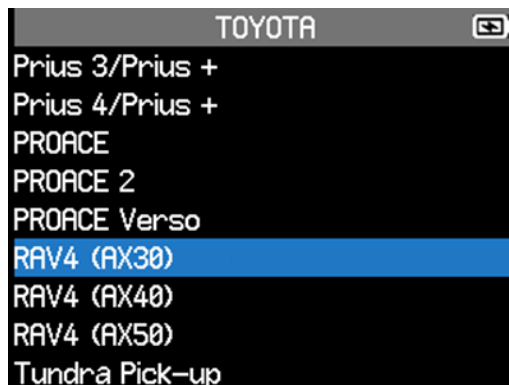 TOYOTA
Prius 3/Prius +
Prius 4/Prius +
PROACE
PROACE 2
PROACE Verso
RAV4 (AX30)
RAV4 (AX40)
RAV4 (AX50)
Tundra Pick-up